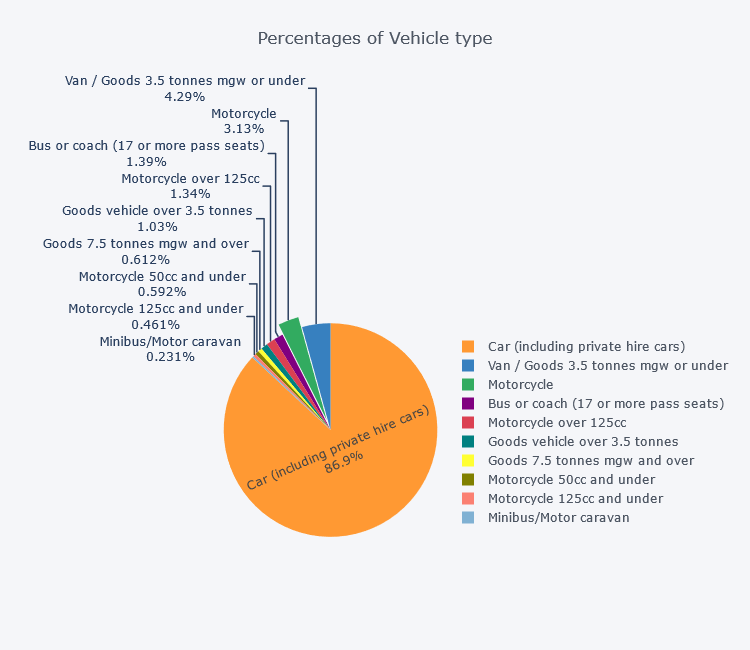 Percentages of Vehicle type
Van / Goods 3.5 tonnes mgw or under
4.29%
Motorcycle
3.13%
Bus or coach (17 or more pass seats)
1.39%
Motorcycle over 125cc
1.34%
Goods vehicle over 3.5 tonnes
1.03%
Goods 7.5 tonnes mgw and over
0.612%
Motorcycle 50cc and under
0.592%
Motorcycle 125cc and under
0.461%
Minibus/Motor caravan
0.231%
Car (including private hire cars)
86.9%
Car (including private hire cars)
Van / Goods 3.5 tonnes mgw or under
Motorcycle
Bus or coach (17 or more pass seats)
Motorcycle over 125cc
Goods vehicle over 3.5 tonnes
Goods 7.5 tonnes mgw and over
Motorcycle 50cc and under
Motorcycle 125cc and under
Minibus/Motor caravan